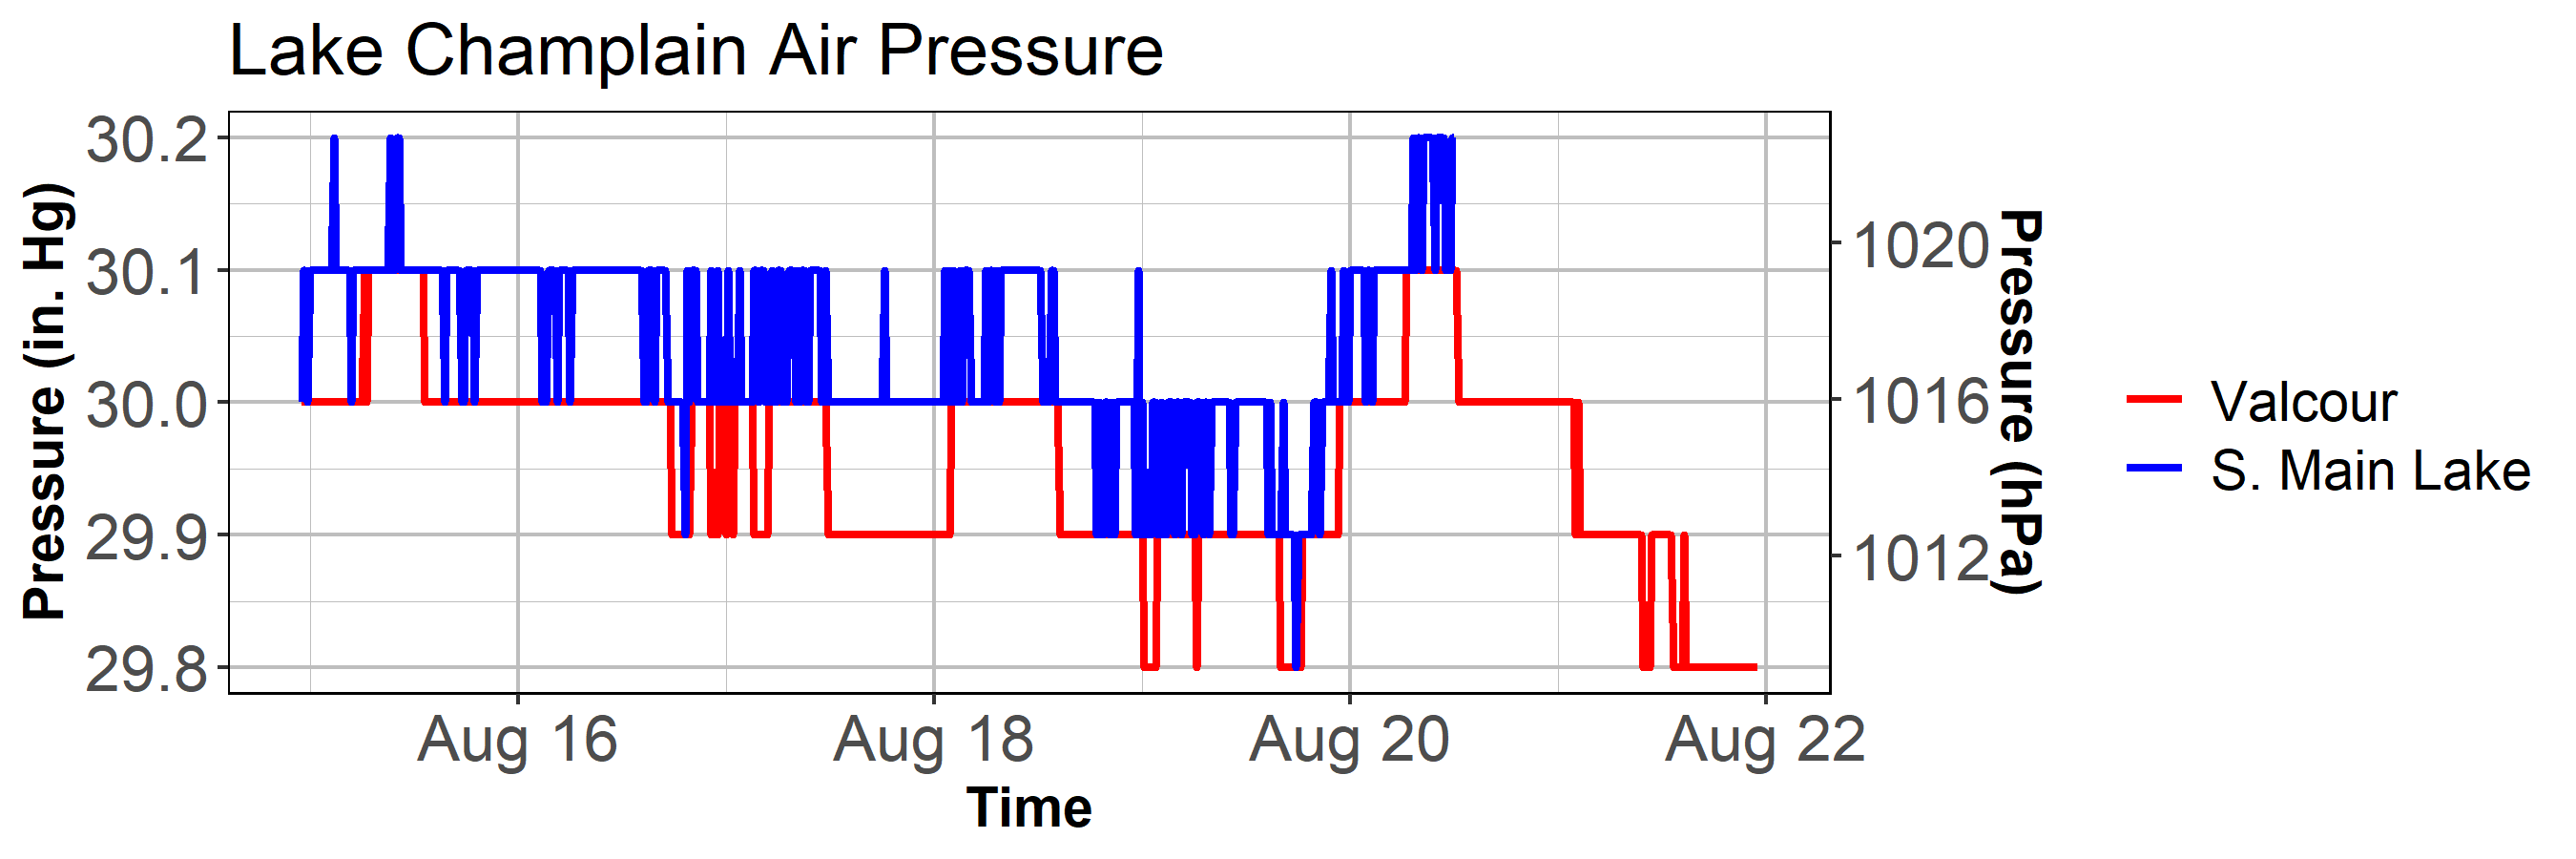 Lake Champlain Air Pressure
Pressure (in. Hg)
30.2
30.1
30.0
29.9
29.8
1020
1016
1012
Pressure (hPa)
Aug 16
Aug 18
Aug 20
Aug 22
Time
Valcour
S. Main Lake